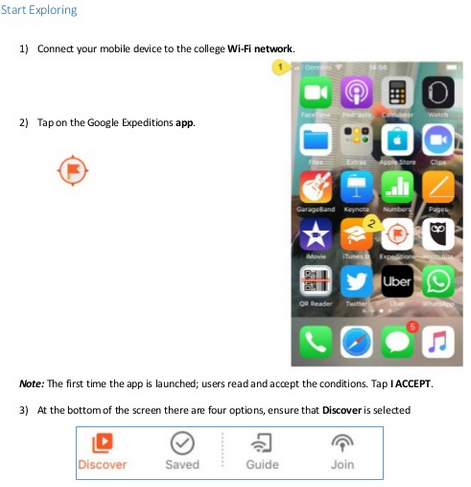 Start Exploring
1) Connect your mobile device to the college Wi-Fi network.
1
14:58
FaceTime Podcasts Calculator Watch
2) Tap on the Google Expeditions app.
Files Extras Apple Store Clips
GarageBand Keynote Numbers Pages
2
iMovie iTunes U Expeditions
Uber
QR Reader Twitter Uber WhatsApp
5
Note: The first time the app is launched; users read and accept the conditions. Tap I ACCEPT.
3) At the bottom of the screen there are four options, ensure that Discover is selected
Discover Saved Guide Join